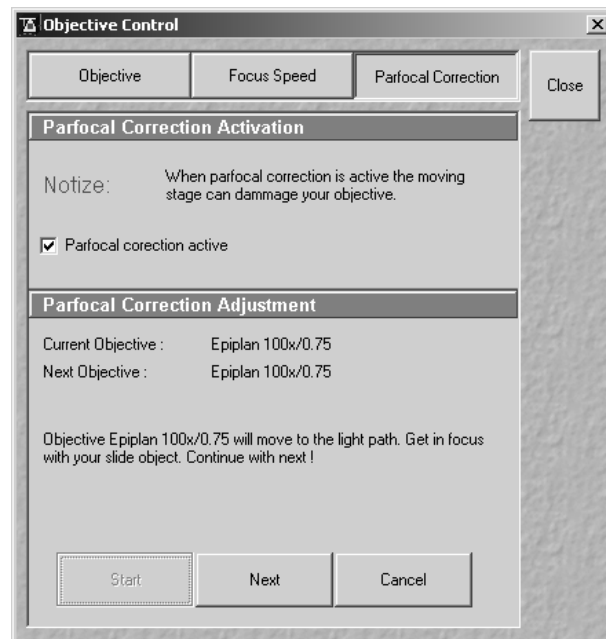 Objective Control
Objective
Focus Speed
Parfocal Correction
Close
Parfocal Correction Activation
Notize:
When parfocal correction is active the moving
stage can dammage your objective.
Parfocal corection active
Parfocal Correction Adjustment
Current Objective :
Epiplan 100x/0.75
Next Objective :
Epiplan 100x/0.75
Objective Epiplan 100x/0.75 will move to the light path. Get in focus
with your slide object. Continue with next !
Start
Next
Cancel